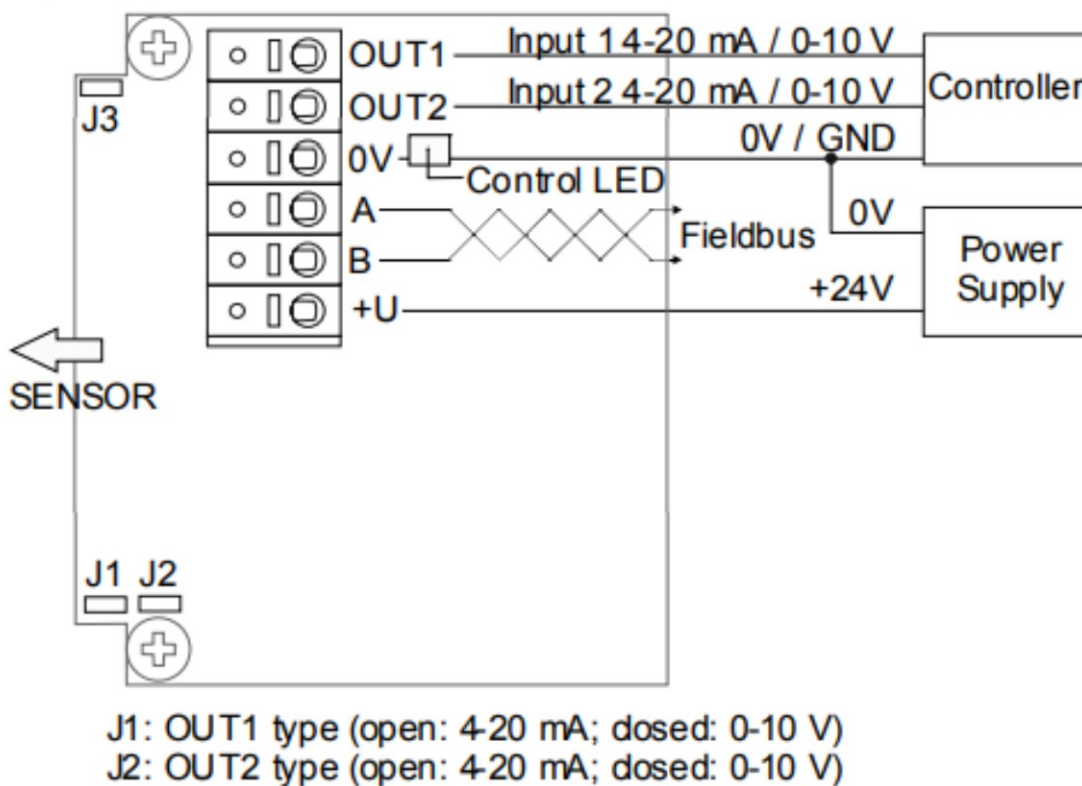 OUT1
Input 1 4-20 mA / 0-10 V
Controller
J3
OUT2
Input 2 4-20 mA / 0-10 V
0V
0V / GND
Control LED
A
0V
Fieldbus
B
Power
Supply
+24V
+U
SENSOR
J1 J2
J1: OUT1 type (open: 4-20 mA; dosed: 0-10 V)
J2: OUT2 type (open: 4-20 mA; dosed: 0-10 V)